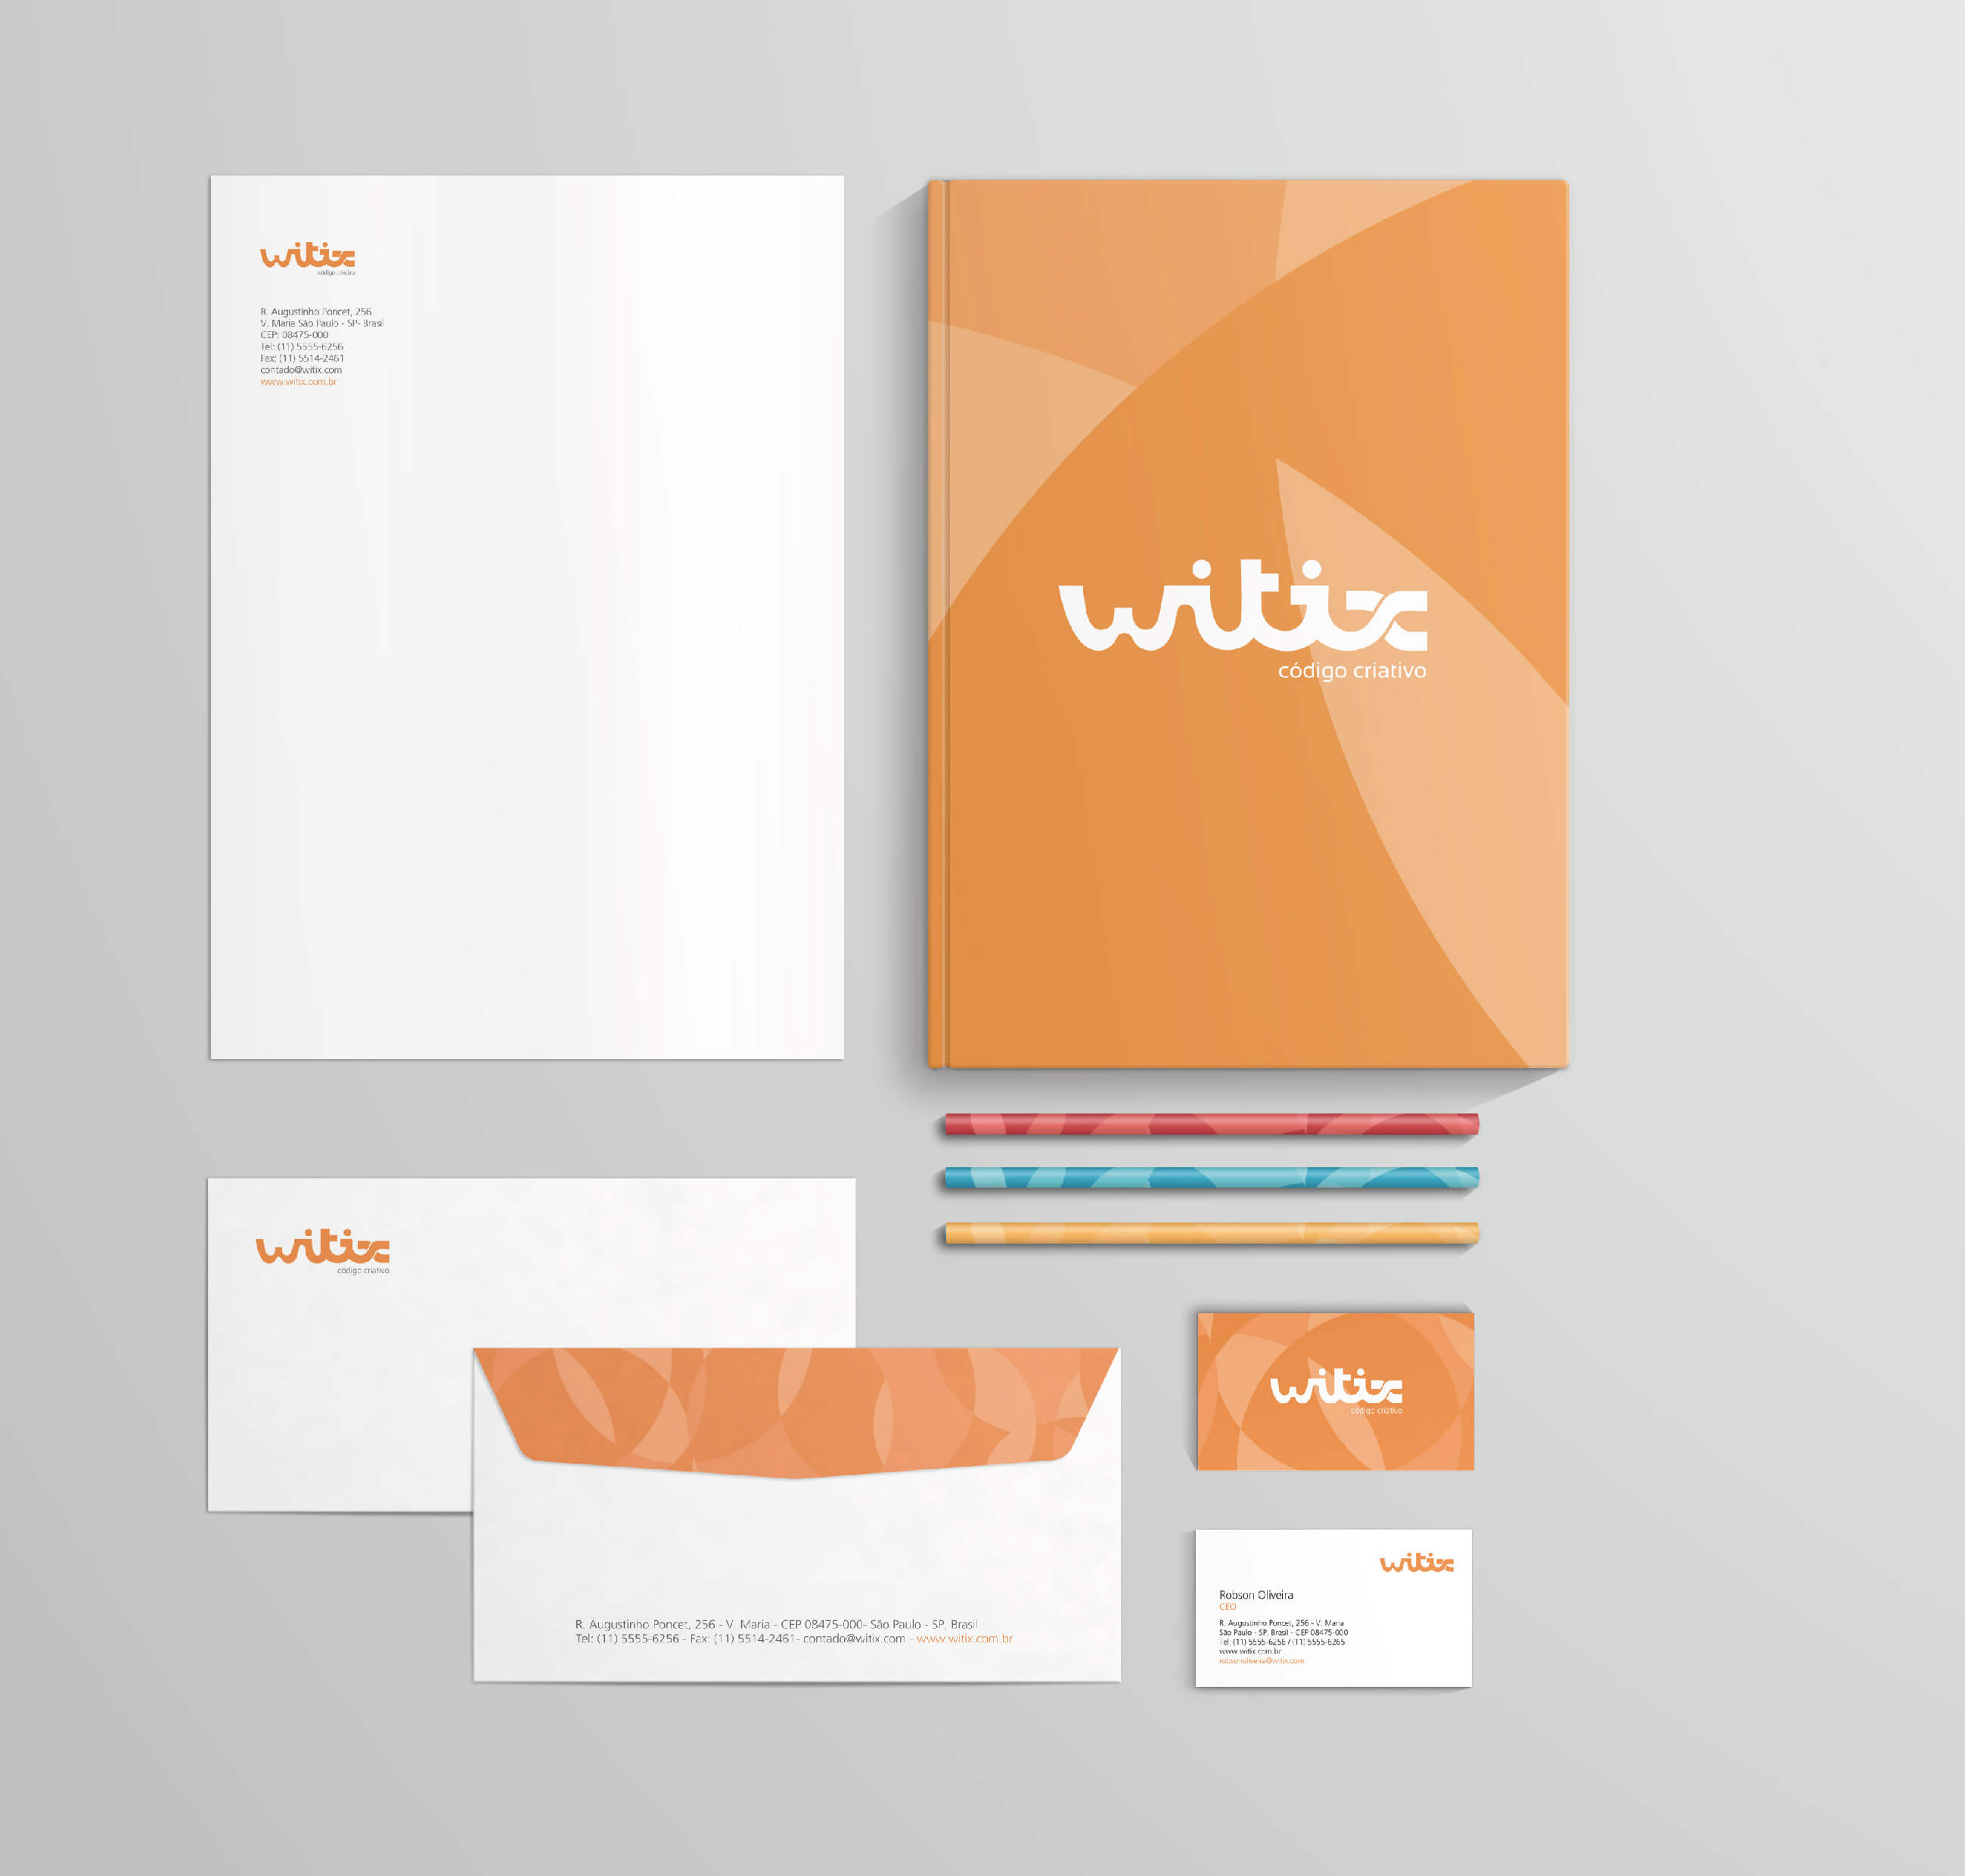 witix
código criativo
R. Augustinho Poncet, 256
V. Maria São Paulo - SP- Brasil
CEP: 08475-000
Tel: (11) 5555-6256
Fax: (11) 5514-2461
contado@witix.com
www.witix.com.br
witix
código criativo
witix
código criativo
R. Augustinho Poncet, 256 - V. Maria - CEP 08475-000- São Paulo - SP, Brasil
Tel: (11) 5555-6256 - Fax: (11) 5514-2461- contado@witix.com - www.witix.com.br
witix
código criativo
witix
Robson Oliveira
CEO
R. Augustinho Poncet, 256 - V. Maria
São Paulo - SP, Brasil - CEP 08475-000
Tel: (11) 5555-6256 / (11) 5555-6265
www.witix.com.br
robsonoliveira@witix.com